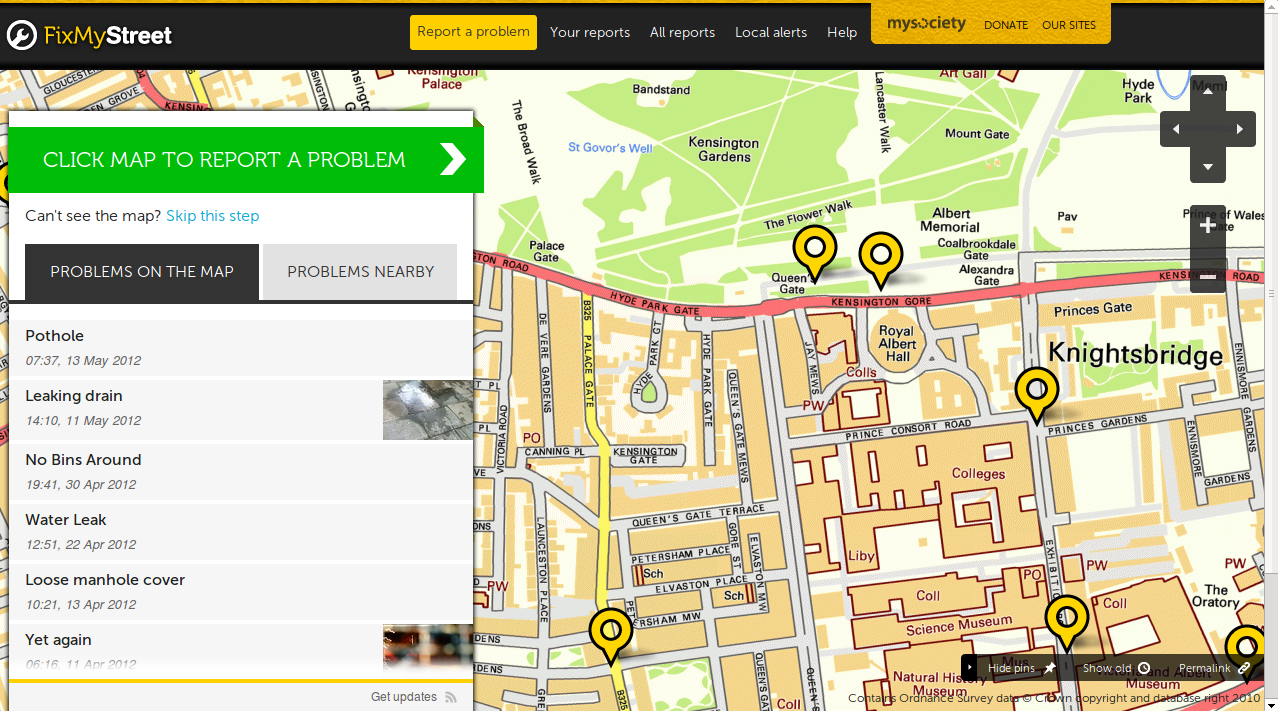 FixMyStreet
Report a problem
Your reports
All reports
Local alerts
Help
mysociety
DONATE
OUR SITES
CLICK MAP TO REPORT A PROBLEM
Can't see the map? Skip this step
PROBLEMS ON THE MAP
PROBLEMS NEARBY
Pothole
07:37, 13 May 2012
Leaking drain
14:10, 11 May 2012
No Bins Around
19:41, 30 Apr 2012
Water Leak
12:51, 22 Apr 2012
Loose manhole cover
10:21, 13 Apr 2012
Yet again
06:16, 11 Apr 2012
Get updates
Kensington
Palace
Bandstand
The Broad Walk
St Govor's Well
Kensington
Gardens
Lancaster Walk
Art Gall
Mount Gate
Hyde
Park
The Flower Walk
Albert
Memorial
Pav
Prince of Wales
Gate
Coalbrookdale
Gate
Alexandra
Gate
Palace
Gate
Queen's
Gate
HYDE PARK GATE
KENSINGTON GORE
KENSINGTON ROAD
Princes Gate
Royal
Albert
Hall
Knightsbridge
B325
PALACE GATE
DE VERE GARDENS
HYDE PARK GT
HYDE PARK GATE
QUEEN'S GATE MEWS
JAY MEWS
Colls
PW
PRINCE CONSORT ROAD
PRINCES GARDENS
ENNISMORE GARDENS
ENNISMORE
GARDENS
VICTORIA ROAD
PO
CANNING PL
KENSINGTON
GATE
Colleges
QUEEN'S GATE TERRACE
PETERSHAM PLACE
GORE ST
ELVASTON MW
Sch
ELVASTON PLACE
Sch
LAUNCESTON PLACE
PW
Liby
PO
PW
PW
Coll
Coll
The
Oratory
Science Museum
Natural History
Museum
B325
Coll
Hide pins
Show old
Permalink
Contains Ordnance Survey data © Crown copyright and database right 2010